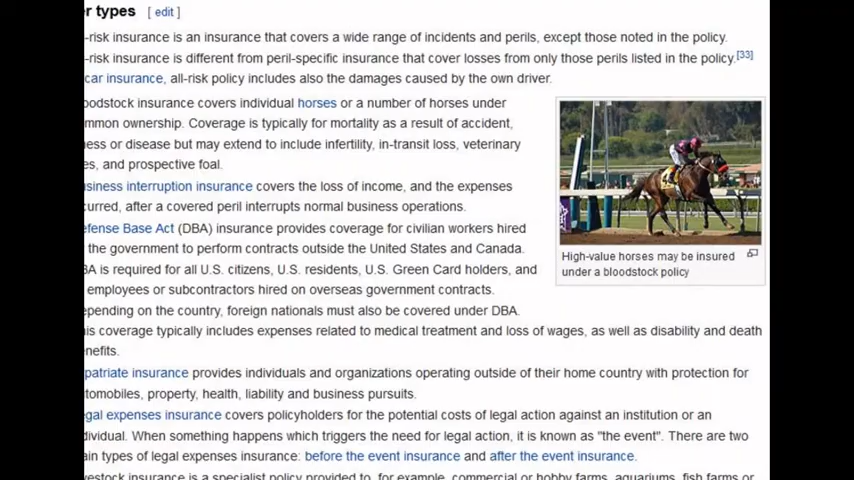 r types [ edit ]
-risk insurance is an insurance that covers a wide range of incidents and perils, except those noted in the policy.
-risk insurance is different from peril-specific insurance that cover losses from only those perils listed in the policy.[33]
car insurance, all-risk policy includes also the damages caused by the own driver.
oodstock insurance covers individual horses or a number of horses under
mmon ownership. Coverage is typically for mortality as a result of accident,
ess or disease but may extend to include infertility, in-transit loss, veterinary
es, and prospective foal.
siness interruption insurance covers the loss of income, and the expenses
curred, after a covered peril interrupts normal business operations.
efense Base Act (DBA) insurance provides coverage for civilian workers hired
the government to perform contracts outside the United States and Canada.
BA is required for all U.S. citizens, U.S. residents, U.S. Green Card holders, and
employees or subcontractors hired on overseas government contracts.
epending on the country, foreign nationals must also be covered under DBA.
is coverage typically includes expenses related to medical treatment and loss of wages, as well as disability and death
nefits.
High-value horses may be insured
under a bloodstock policy
patriate insurance provides individuals and organizations operating outside of their home country with protection for
tomobiles, property, health, liability and business pursuits.
egal expenses insurance covers policyholders for the potential costs of legal action against an institution or an
dividual. When something happens which triggers the need for legal action, it is known as "the event". There are two
ain types of legal expenses insurance: before the event insurance and after the event insurance.
vestock insurance is a specialist policy provided to, for example, commercial or hobby farms, aquariums, fish farms or